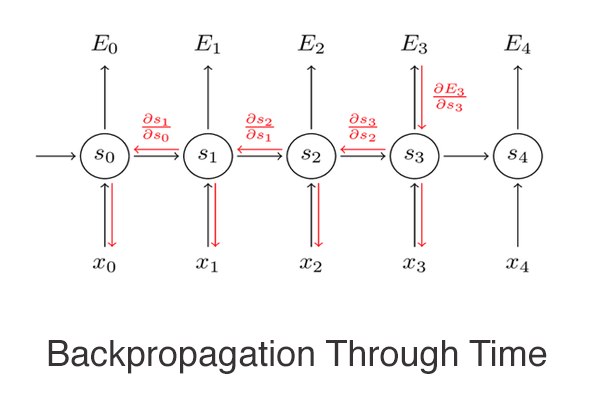 E₀ E₁ E₂ E₃ E₄
∂E₃/∂s₃
∂s₁/∂s₀ ∂s₂/∂s₁ ∂s₃/∂s₂
s₀ s₁ s₂ s₃ s₄
x₀ x₁ x₂ x₃ x₄
Backpropagation Through Time